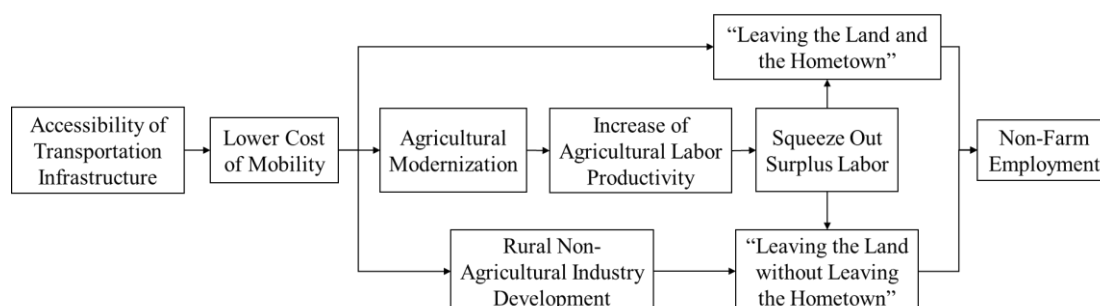 “Leaving the Land and
the Hometown”
Accessibility of
Transportation
Infrastructure
Lower Cost
of Mobility
Agricultural
Modernization
Increase of
Agricultural Labor
Productivity
Squeeze Out
Surplus Labor
Non-Farm
Employment
Rural Non-
Agricultural Industry
Development
“Leaving the Land
without Leaving
the Hometown”